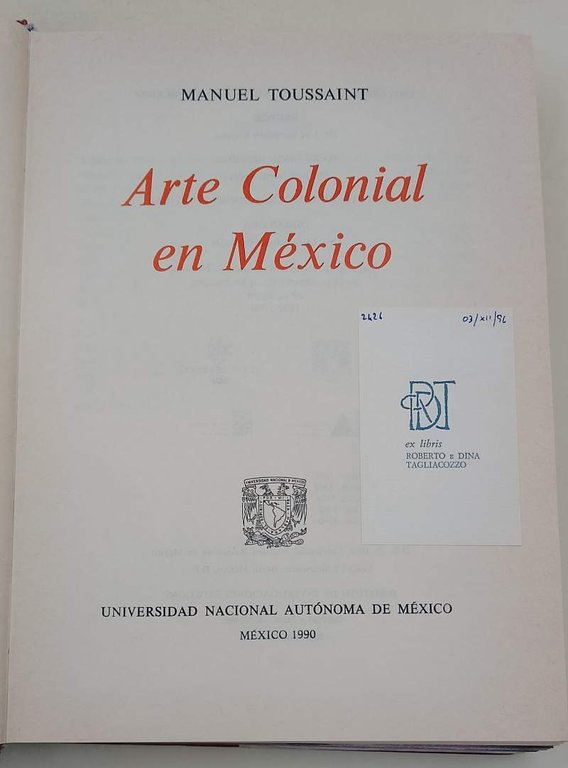 MANUEL TOUSSAINT
Arte Colonial
en México
2626 03/XII/96
ex libris
ROBERTO E DINA
TAGLIACOZZO
UNIVERSIDAD NACIONAL AUTÓNOMA DE MÉXICO
MÉXICO 1990